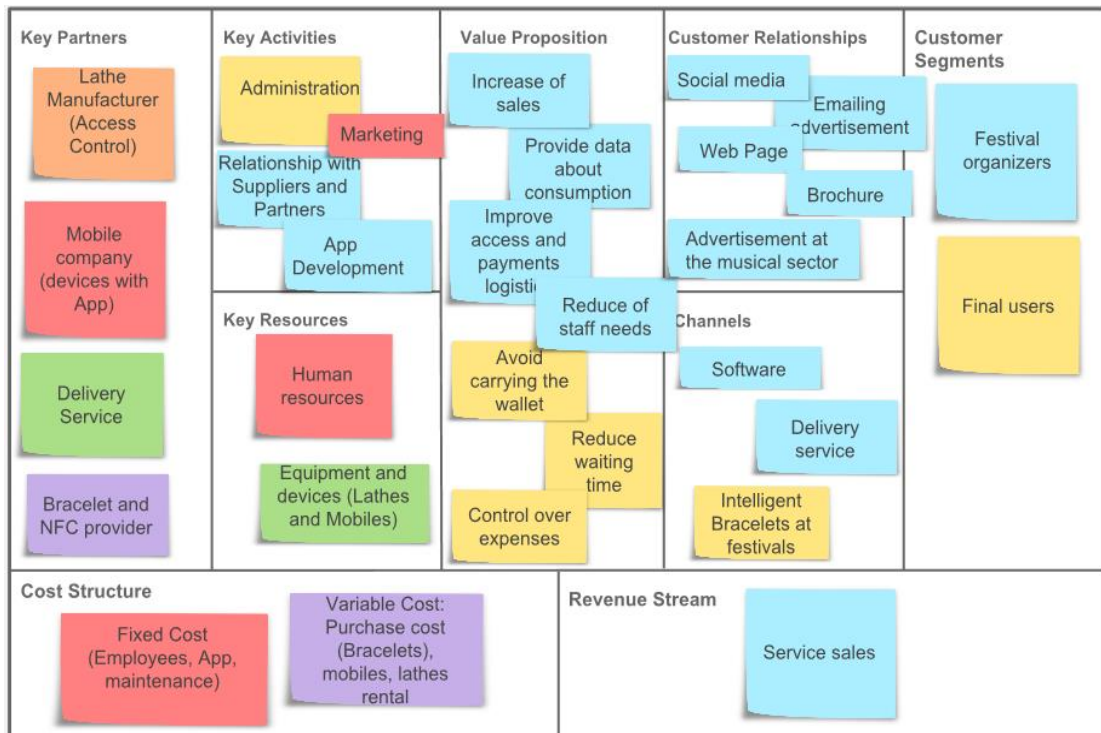 Key Partners
Lathe
Manufacturer
(Access
Control)
Mobile
company
(devices with
App)
Delivery
Service
Bracelet and
NFC provider
Key Activities
Administration
Marketing
Relationship with
Suppliers and
Partners
App
Development
Key Resources
Human
resources
Equipment and
devices (Lathes
and Mobiles)
Value Proposition
Increase of
sales
Provide data
about
consumption
Improve
access and
payments
logistic
Reduce of
staff needs
Avoid
carrying the
wallet
Reduce
waiting
time
Control over
expenses
Customer Relationships
Social media
Emailing
advertisement
Web Page
Brochure
Advertisement at
the musical sector
Channels
Software
Delivery
service
Intelligent
Bracelets at
festivals
Customer
Segments
Festival
organizers
Final users
Cost Structure
Fixed Cost
(Employees, App,
maintenance)
Variable Cost:
Purchase cost
(Bracelets),
mobiles, lathes
rental
Revenue Stream
Service sales